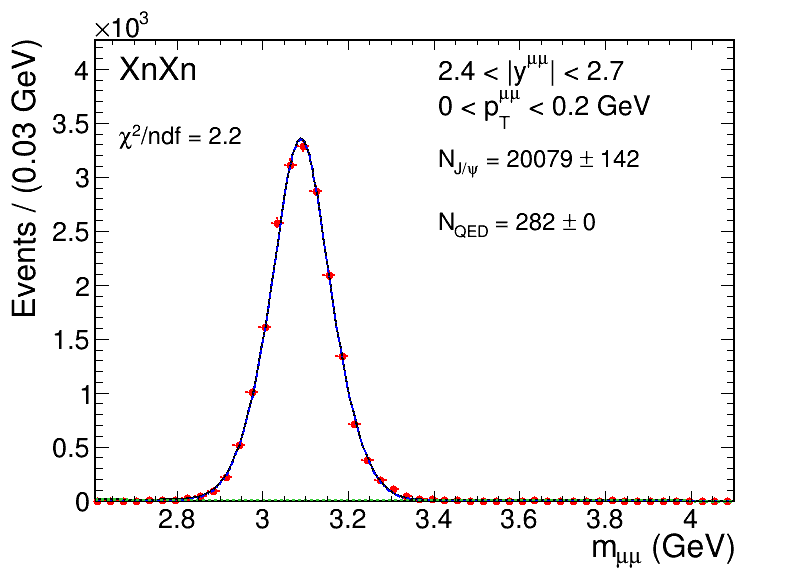 ×10³
XnXn
2.4 < |y^μμ| < 2.7
0 < p_T^μμ < 0.2 GeV
χ²/ndf = 2.2
N_J/ψ = 20079 ± 142
N_QED = 282 ± 0
Events / (0.03 GeV)
4
3.5
3
2.5
2
1.5
1
0.5
0
2.8 3 3.2 3.4 3.6 3.8 4
m_μμ (GeV)